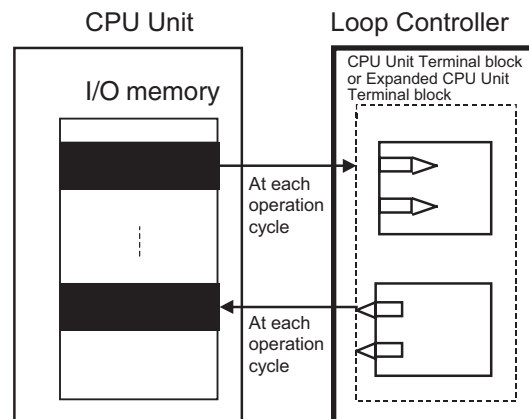 CPU Unit
Loop Controller
CPU Unit Terminal block
or Expanded CPU Unit
Terminal block
I/O memory
At each
operation
cycle
At each
operation
cycle